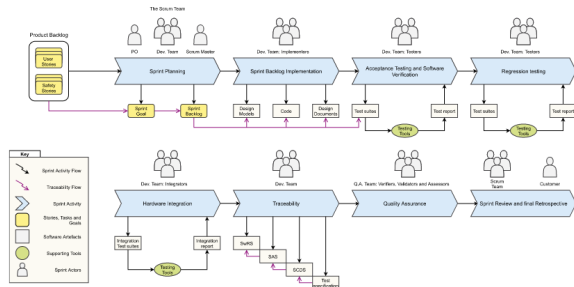 The Scrum Team
Product Backlog
PO
Dev. Team
Scrum Master
Dev. Team: Implementers
Dev. Team: Testers
Dev. Team: Testers
User
Stories
Safety
Stories
Sprint Planning
Sprint Backlog Implementation
Acceptance Testing and Software
Verification
Regression testing
Sprint
Goal
Sprint
Backlog
Design
Models
Code
Design
Documents
Test suites
Test report
Testing
Tools
Test suites
Test report
Testing
Tools
Key
Sprint Activity Flow
Traceability Flow
Sprint Activity
Stories, Tasks and
Goals
Software Artefacts
Supporting Tools
Sprint Actors
Dev. Team: Integrators
Dev. Team
Q.A. Team: Verifiers, Validators and Assessors
Scrum
Team
Customer
Hardware Integration
Traceability
Quality Assurance
Sprint Review and final Retrospective
Integration
Test suites
Integration
report
Testing
Tools
SwRS
SAS
SCDS
Test